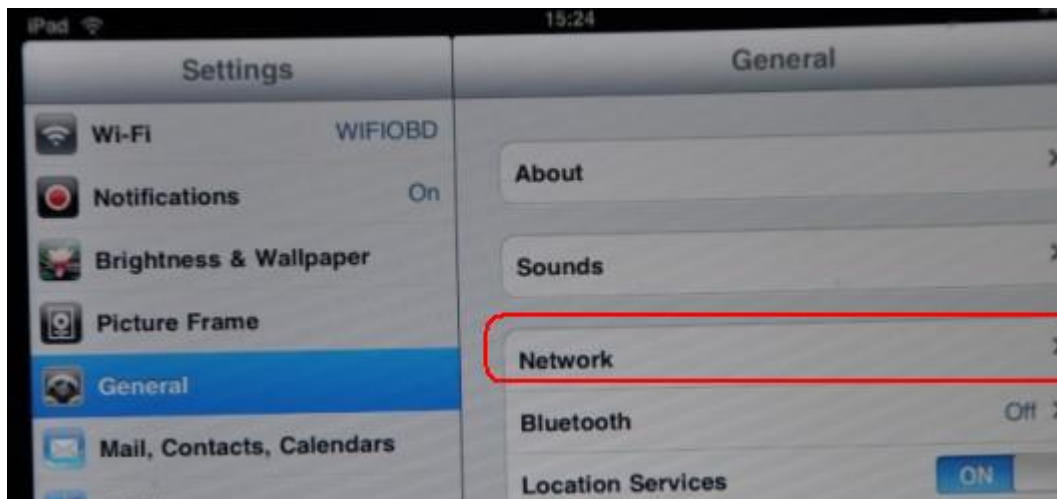 iPad 15:24
Settings
General
Wi-Fi WIFIOBD
Notifications On
Brightness & Wallpaper
Picture Frame
General
Mail, Contacts, Calendars
About
Sounds
Network
Bluetooth Off
Location Services ON